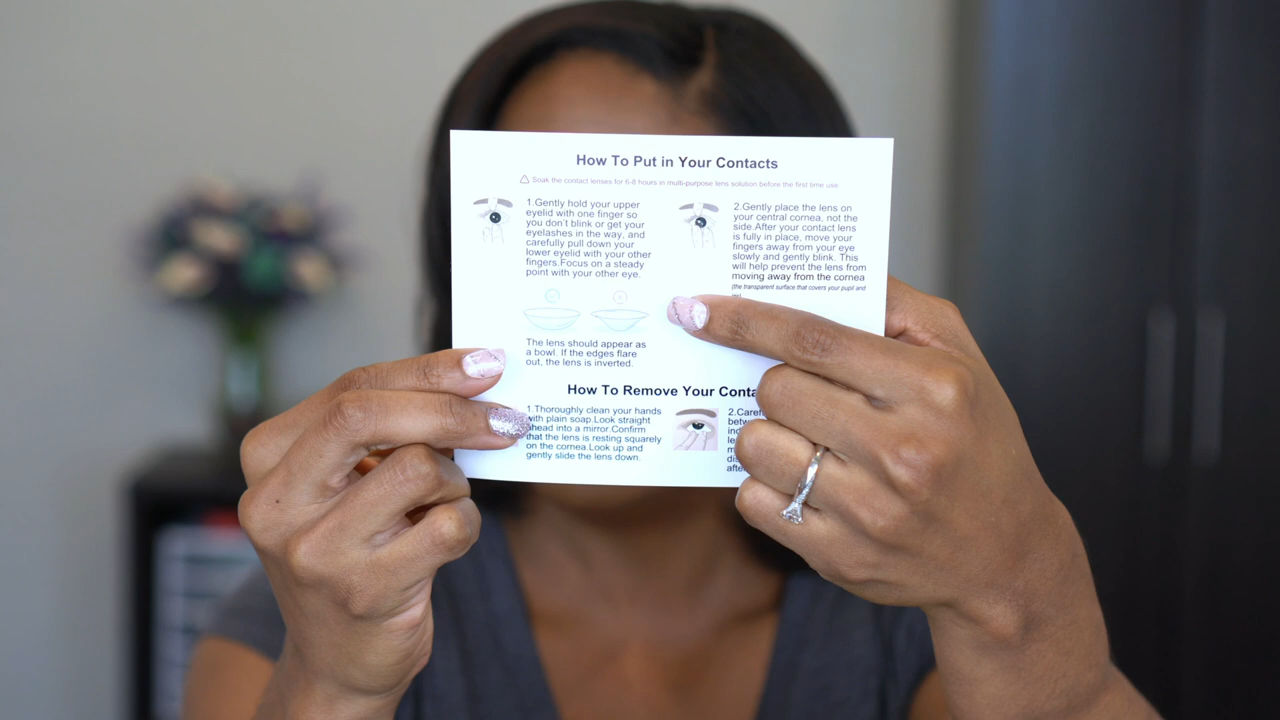 How To Put in Your Contacts
Soak the contact lenses for 6-8 hours in multi-purpose lens solution before the first time use
1.Gently hold your upper
eyelid with one finger so
you don't blink or get your
eyelashes in the way, and
carefully pull down your
lower eyelid with your other
fingers.Focus on a steady
point with your other eye.
2.Gently place the lens on
your central cornea, not the
side.After your contact lens
is fully in place, move your
fingers away from your eye
slowly and gently blink. This
will help prevent the lens from
moving away from the cornea
(the transparent surface that covers your pupil and
The lens should appear as
a bowl. If the edges flare
out, the lens is inverted.
How To Remove Your
1.Thoroughly clean your hands
with plain soap.Look straight
ahead into a mirror.Confirm
that the lens is resting squarely
on the cornea.Look up and
gently slide the lens down.
2.